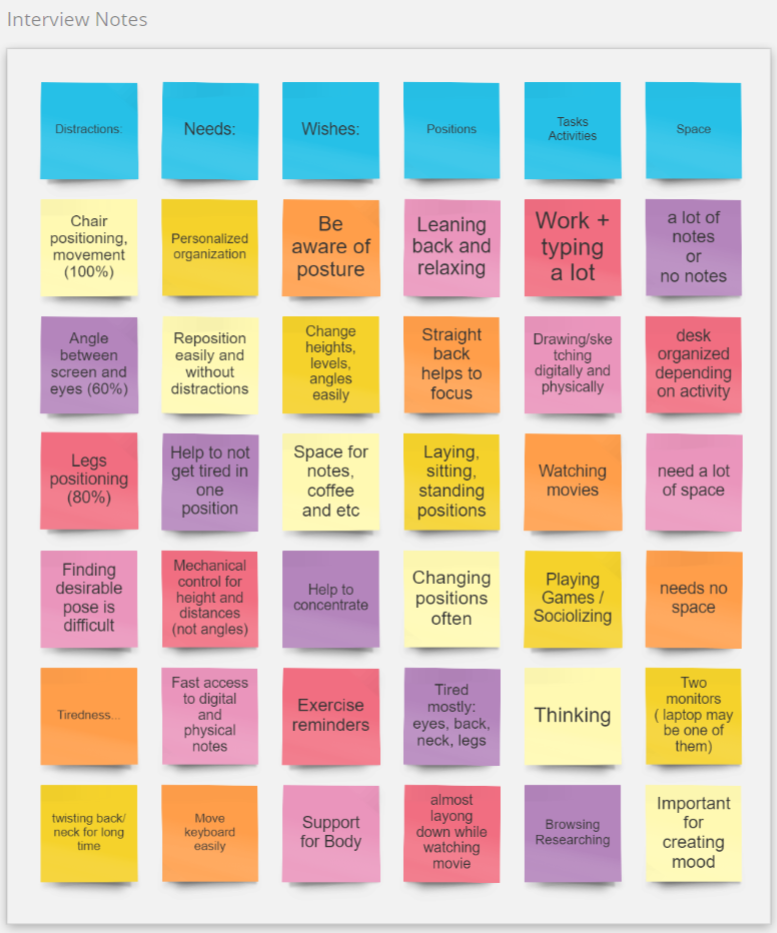 Interview Notes
Distractions:
Needs:
Wishes:
Positions
Tasks
Activities
Space
Chair
positioning,
movement
(100%)
Personalized
organization
Be
aware of
posture
Leaning
back and
relaxing
Work +
typing
a lot
a lot of
notes
or
no notes
Angle
between
screen and
eyes (60%)
Reposition
easily and
without
distractions
Change
heights,
levels,
angles
easily
Straight
back
helps to
focus
Drawing/ske
tching
digitally and
physically
desk
organized
depending
on activity
Legs
positioning
(80%)
Help to not
get tired in
one
position
Space for
notes,
coffee
and etc
Laying,
sitting,
standing
positions
Watching
movies
need a lot
of space
Finding
desirable
pose is
difficult
Mechanical
control for
height and
distances
(not angles)
Help to
concentrate
Changing
positions
often
Playing
Games /
Sociolizing
needs no
space
Tiredness...
Fast access
to digital
and
physical
notes
Exercise
reminders
Tired
mostly:
eyes, back,
neck, legs
Thinking
Two
monitors
( laptop may
be one of
them)
twisting back/
neck for long
time
Move
keyboard
easily
Support
for Body
almost
layong
down while
watching
movie
Browsing
Researching
Important
for
creating
mood